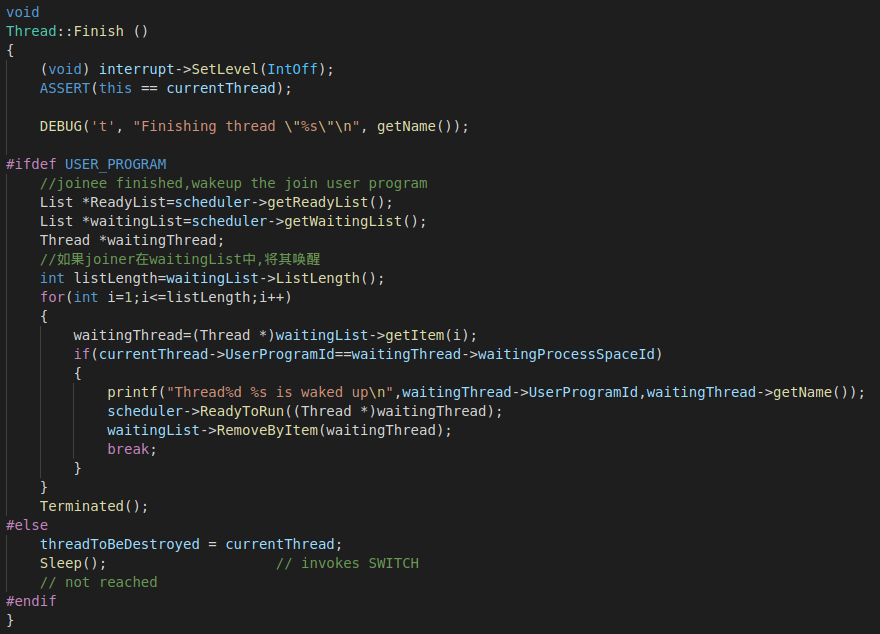 void
Thread::Finish ()
{
    (void) interrupt->SetLevel(IntOff);
    ASSERT(this == currentThread);

    DEBUG('t', "Finishing thread \"%s\"\n", getName());

#ifdef USER_PROGRAM
    //joinee finished,wakeup the join user program
    List *ReadyList=scheduler->getReadyList();
    List *waitingList=scheduler->getWaitingList();
    Thread *waitingThread;
    //如果joiner在waitingList中,将其唤醒
    int listLength=waitingList->ListLength();
    for(int i=1;i<=listLength;i++)
    {
        waitingThread=(Thread *)waitingList->getItem(i);
        if(currentThread->UserProgramId==waitingThread->waitingProcessSpaceId)
        {
            printf("Thread%d %s is waked up\n",waitingThread->UserProgramId,waitingThread->getName());
            scheduler->ReadyToRun((Thread *)waitingThread);
            waitingList->RemoveByItem(waitingThread);
            break;
        }
    }
    Terminated();
#else
    threadToBeDestroyed = currentThread;
    Sleep();                    // invokes SWITCH
    // not reached
#endif
}